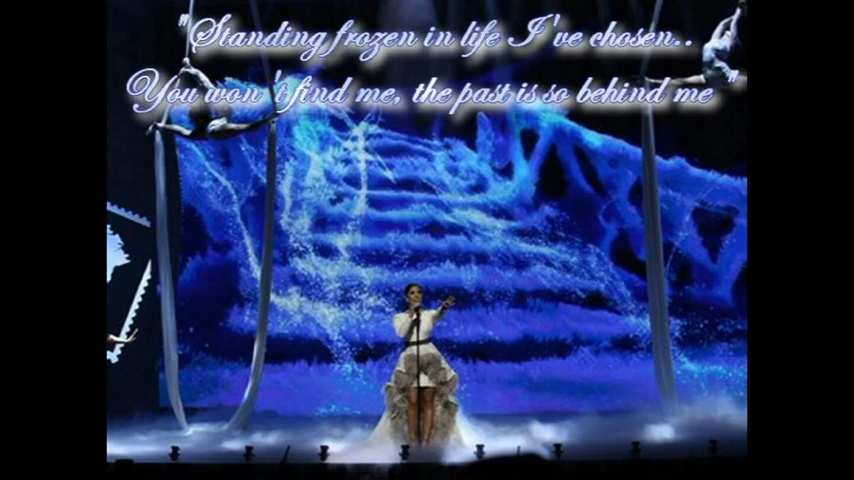 "Standing frozen in life I've chosen..
You won't find me, the past is so behind me "